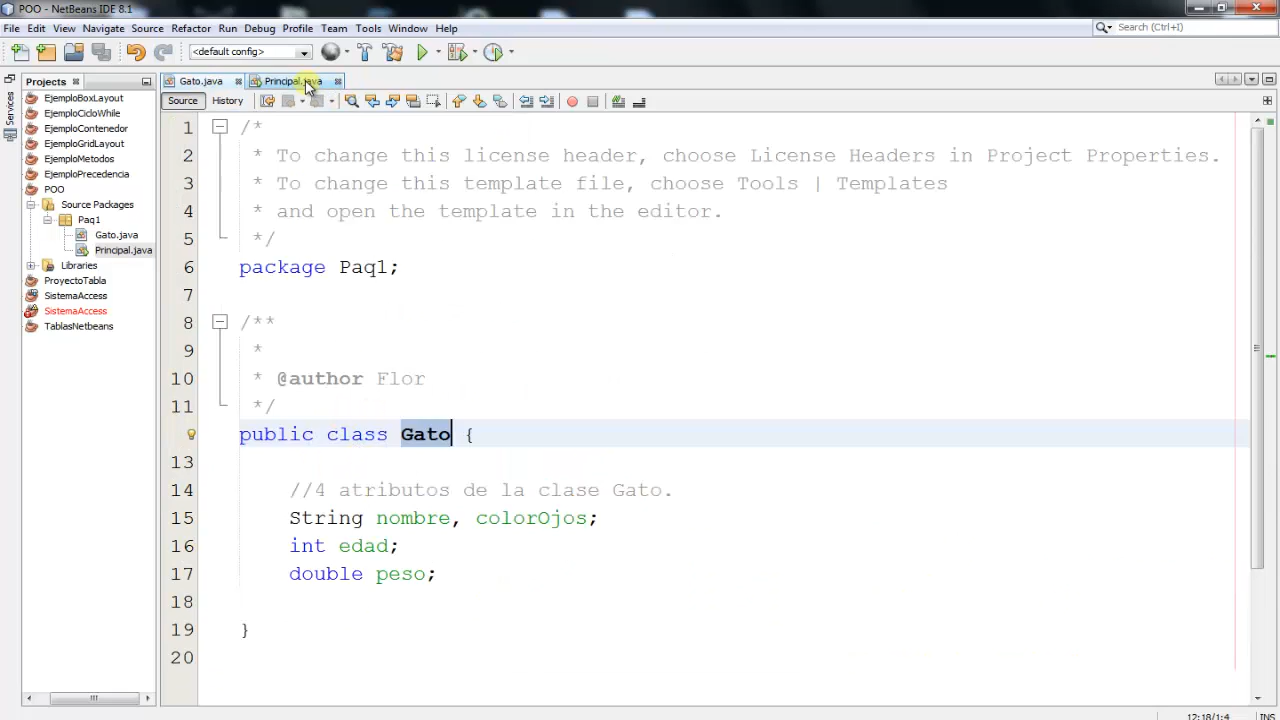 POO - NetBeans IDE 8.1
File Edit View Navigate Source Refactor Run Debug Profile Team Tools Window Help
Search (Ctrl+I)
<default config>
Services
Projects
Gato.java
Principal.java
Source
History
EjemploBoxLayout
EjemploCicloWhile
EjemploContenedor
EjemploGridLayout
EjemploMetodos
EjemploPrecedencia
POO
Source Packages
Paq1
Gato.java
Principal.java
Libraries
ProyectoTabla
SistemaAccess
SistemaAccess
TablasNetbeans
1 /*
2 * To change this license header, choose License Headers in Project Properties.
3 * To change this template file, choose Tools | Templates
4 * and open the template in the editor.
5 */
6 package Paq1;
7
8 /**
9 *
10 * @author Flor
11 */
public class Gato {
13
14 //4 atributos de la clase Gato.
15 String nombre, colorOjos;
16 int edad;
17 double peso;
18
19 }
20
12:18/1:4
INS